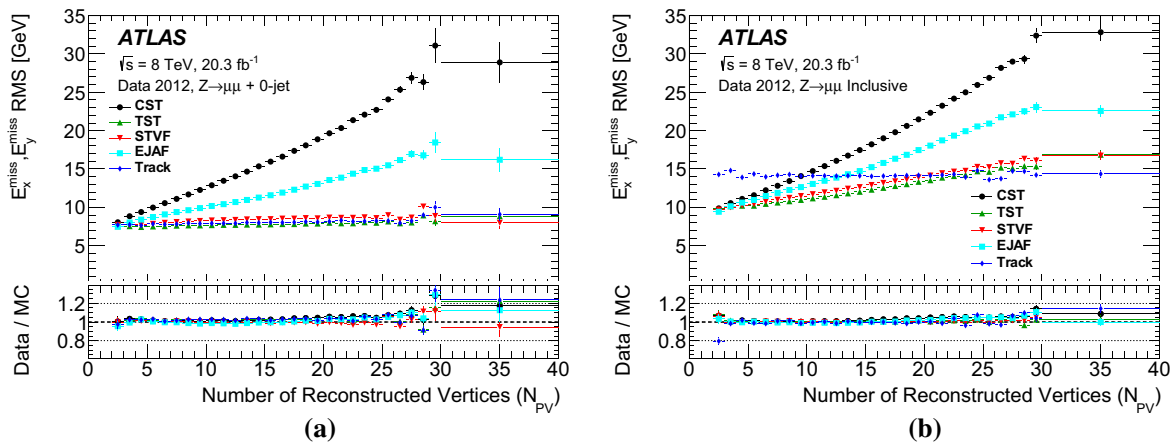 [GeV]
E_x^miss, E_y^miss RMS
35
30
25
20
15
10
5
ATLAS
√s = 8 TeV, 20.3 fb⁻¹
Data 2012, Z→μμ + 0-jet
CST
TST
STVF
EJAF
Track
Data / MC
1.2
1
0.8
0 5 10 15 20 25 30 35 40
Number of Reconstructed Vertices (N_PV)
(a)
E_x^miss, E_y^miss RMS [GeV]
35
30
25
20
15
10
5
ATLAS
√s = 8 TeV, 20.3 fb⁻¹
Data 2012, Z→μμ Inclusive
CST
TST
STVF
EJAF
Track
Data / MC
1.2
1
0.8
0 5 10 15 20 25 30 35 40
Number of Reconstructed Vertices (N_PV)
(b)